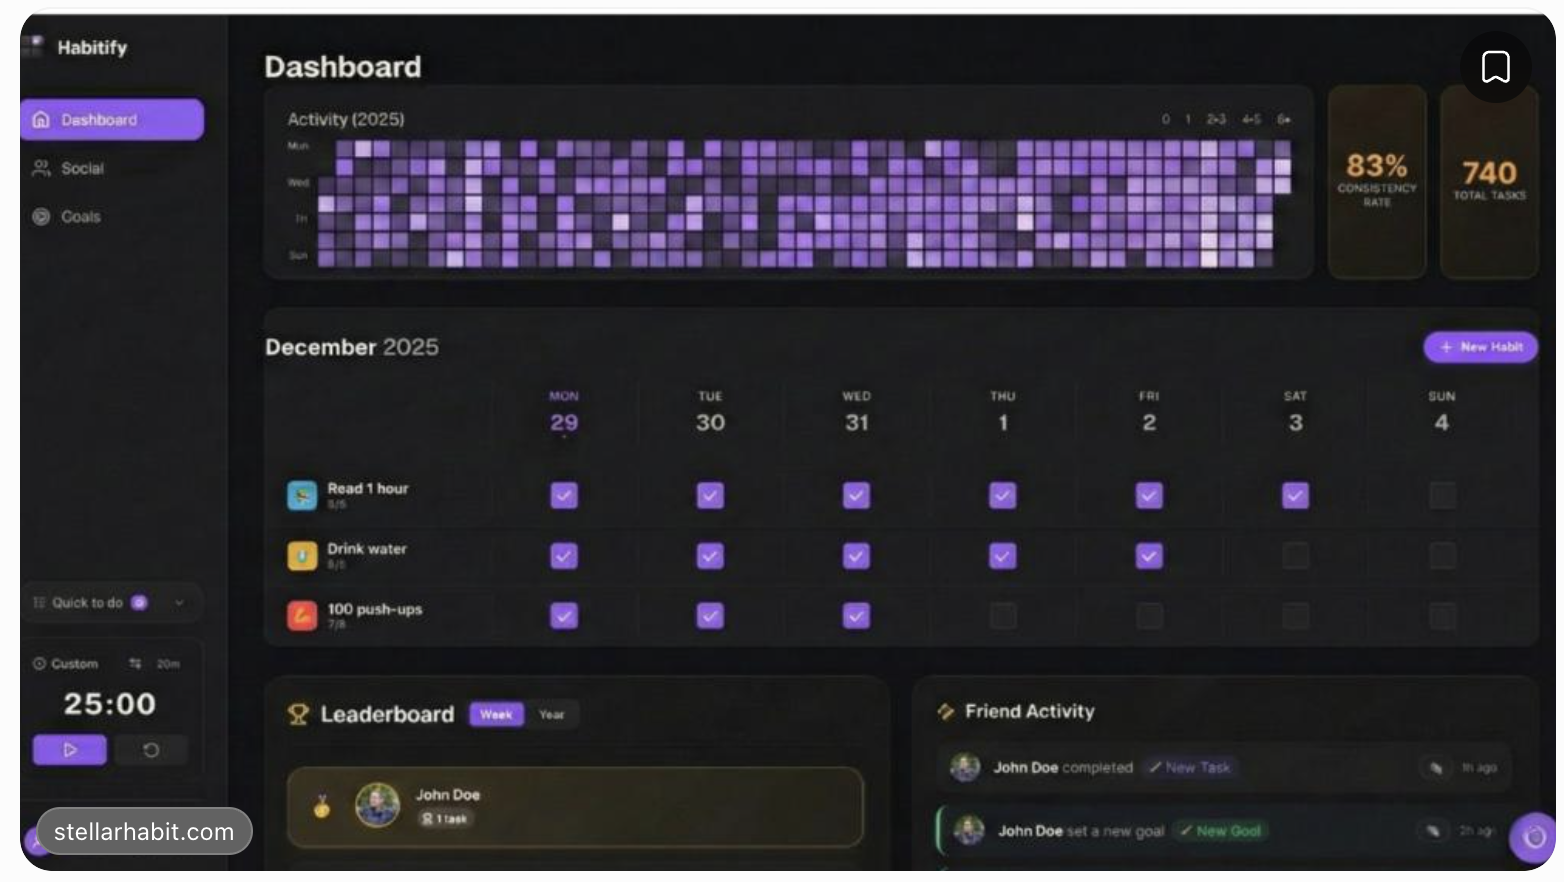 Habitify
Dashboard
Social
Goals
Quick to do
Custom 20m
25:00
stellarhabit.com
Dashboard
Activity (2025)
0 1 2-3 4-5 6+
Mon
Wed
Fri
Sun
83%
CONSISTENCY
RATE
740
TOTAL TASKS
December 2025
+ New Habit
MON TUE WED THU FRI SAT SUN
29 30 31 1 2 3 4
Read 1 hour
Drink water
100 push-ups
7/8
Leaderboard Week Year
John Doe
1 task
Friend Activity
John Doe completed New Task 1h ago
John Doe set a new goal New Goal 2h ago